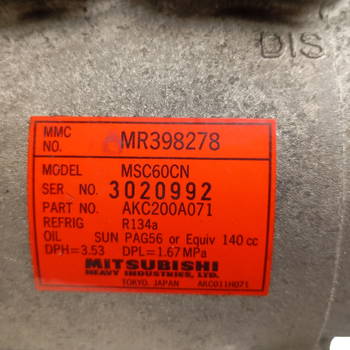 DIS
MMC
NO. MR398278
MODEL MSC60CN
SER NO. 3020992
PART NO. AKC200A071
REFRIG R134a
OIL SUN PAG56 or Equiv 140 cc
DPH=3.53 DPL=1.67MPa
MITSUBISHI
HEAVY INDUSTRIES, LTD.
TOKYO JAPAN AKC011H071